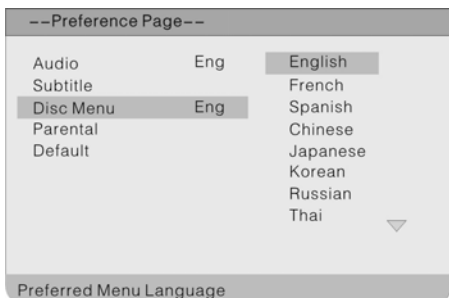 --Preference Page--
Audio Eng
Subtitle
Disc Menu Eng
Parental
Default
English
French
Spanish
Chinese
Japanese
Korean
Russian
Thai
Preferred Menu Language